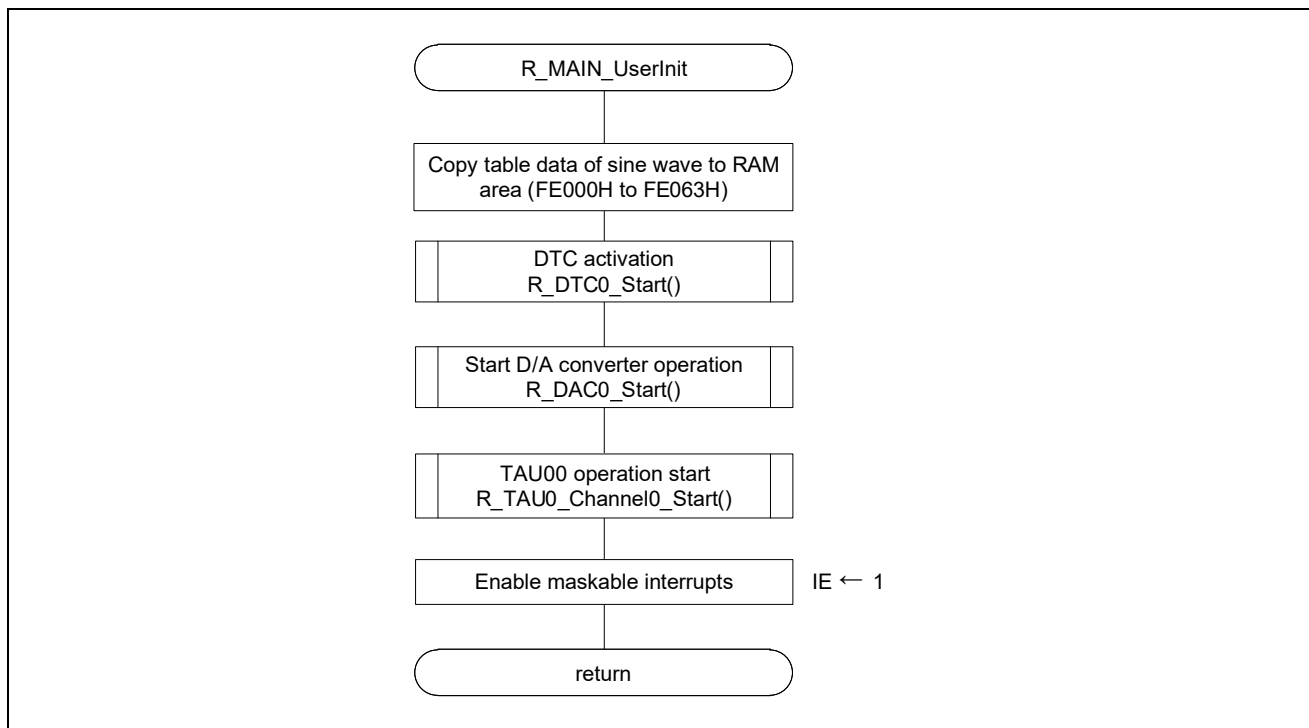 R_MAIN_UserInit
Copy table data of sine wave to RAM
area (FE000H to FE063H)
DTC activation
R_DTC0_Start()
Start D/A converter operation
R_DAC0_Start()
TAU00 operation start
R_TAU0_Channel0_Start()
Enable maskable interrupts IE ← 1
return